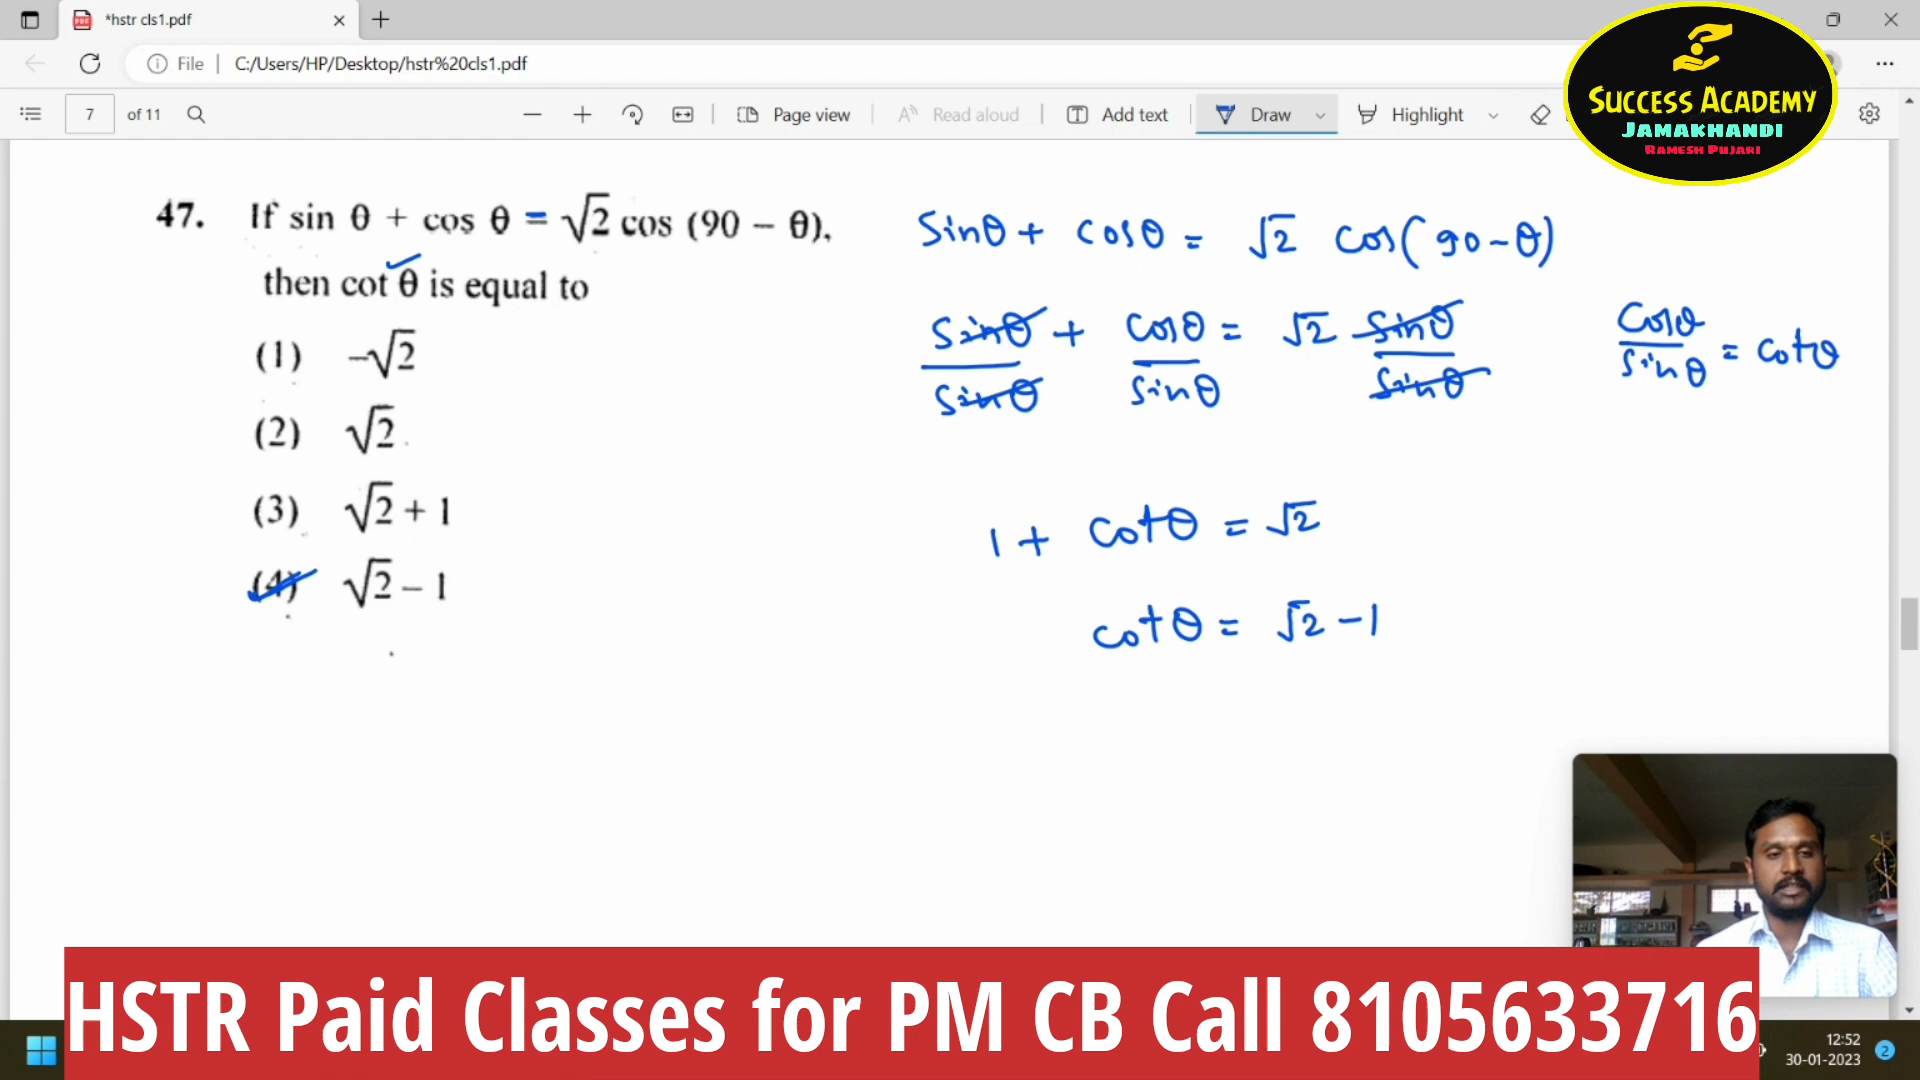 *hstr cls1.pdf
File
C:/Users/HP/Desktop/hstr%20cls1.pdf
7 of 11
Page view
Read aloud
Add text
Draw
Highlight
SUCCESS ACADEMY
JAMAKHANDI
RAMESH PUJARI
47. If sin θ + cos θ = √2 cos (90 − θ),
then cot θ is equal to
(1) −√2
(2) √2
(3) √2 + 1
(4) √2 − 1
Sinθ + cosθ = √2 cos(90-θ)
sinθ/sinθ + cosθ/sinθ = √2 sinθ/sinθ
cosθ/sinθ = cotθ
1 + cotθ = √2
cotθ = √2 - 1
HSTR Paid Classes for PM CB Call 8105633716
12:52
30-01-2023
2